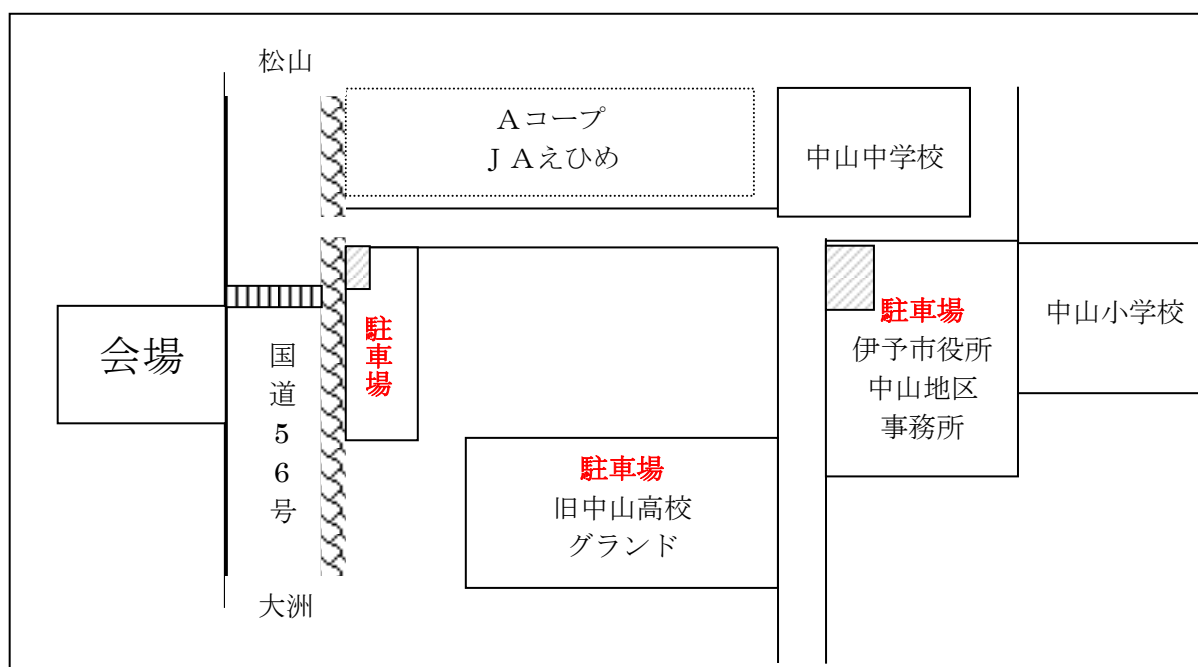 松山
Ａコープ
ＪＡえひめ
中山中学校
会場
国道５６号
駐車場
駐車場
伊予市役所
中山地区
事務所
中山小学校
駐車場
旧中山高校
グランド
大洲